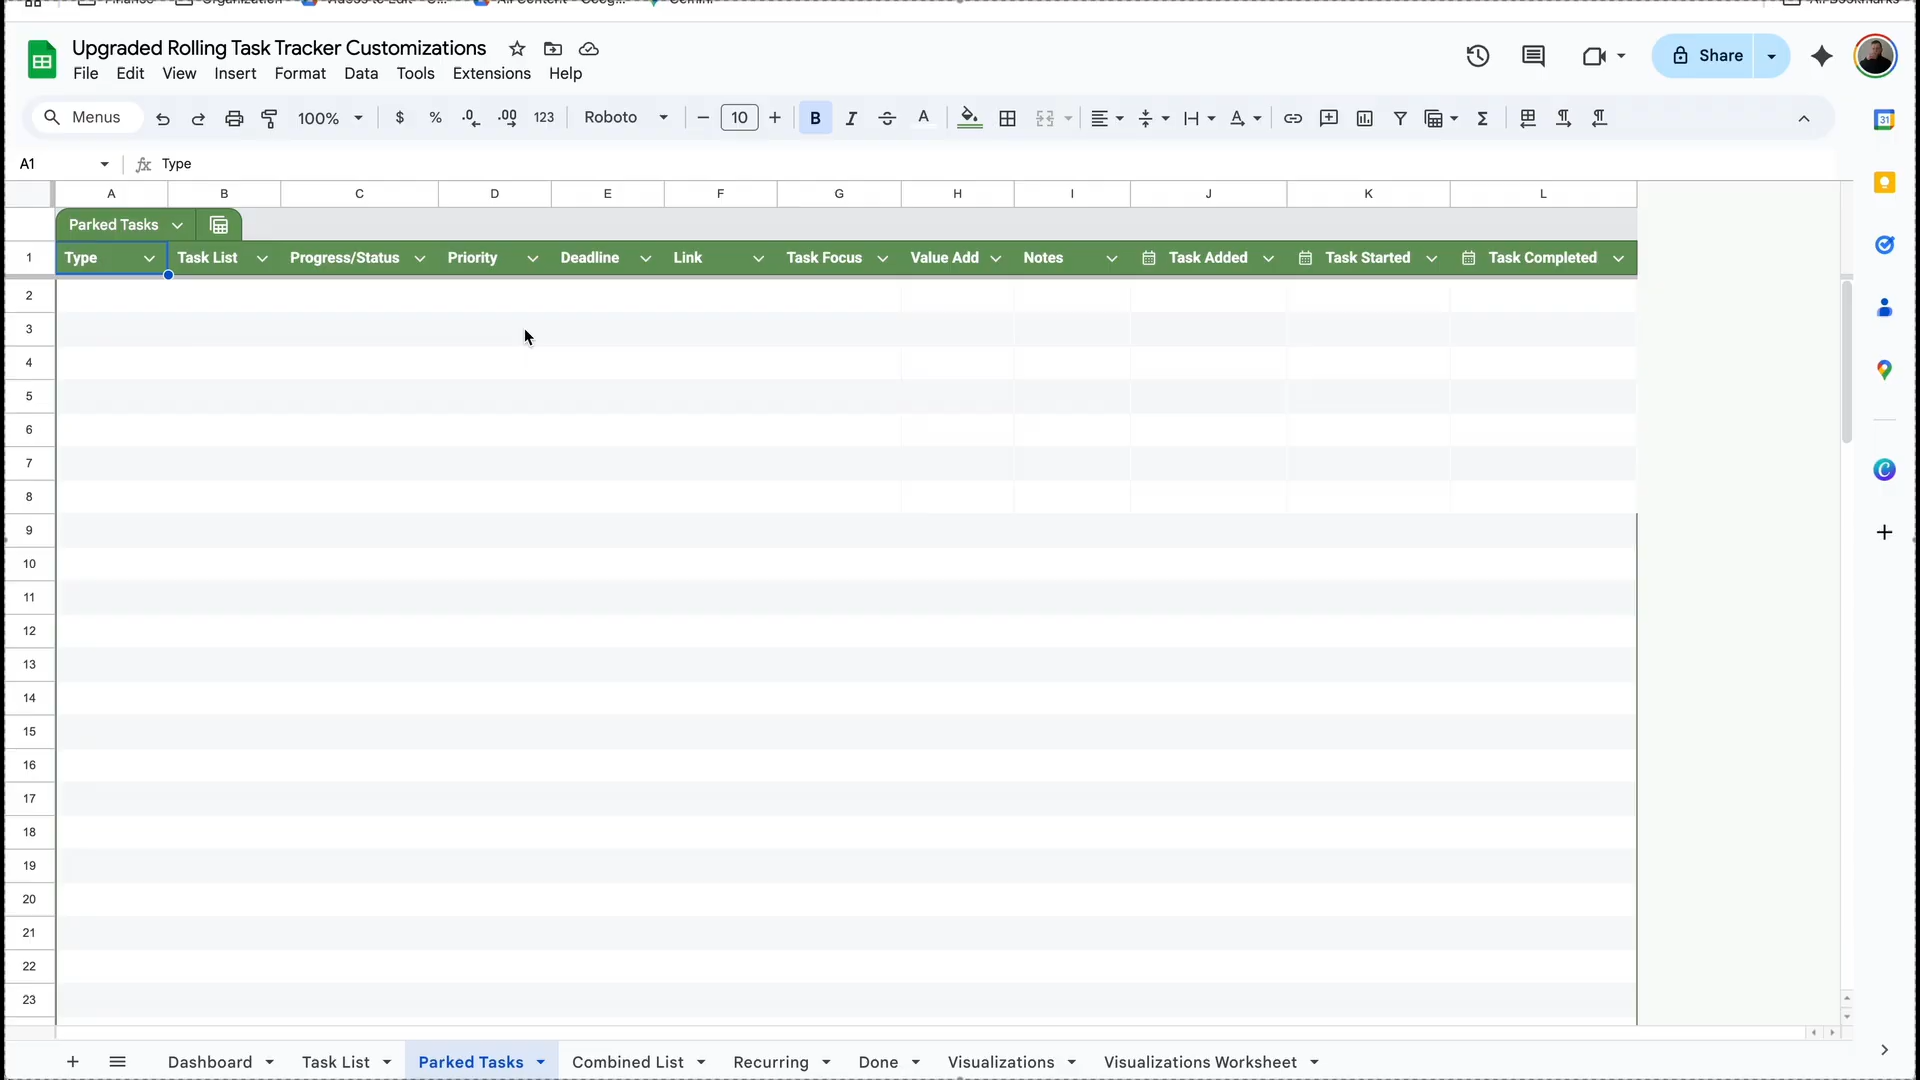 Upgraded Rolling Task Tracker Customizations
File Edit View Insert Format Data Tools Extensions Help
Share
Menus 100% $ % .0 .00 123 Roboto 10 B I A
A1 fx Type
A B C D E F G H I J K L
Parked Tasks
1 Type Task List Progress/Status Priority Deadline Link Task Focus Value Add Notes Task Added Task Started Task Completed
2
3
4
5
6
7
8
9
10
11
12
13
14
15
16
17
18
19
20
21
22
23
31
Dashboard Task List Parked Tasks Combined List Recurring Done Visualizations Visualizations Worksheet